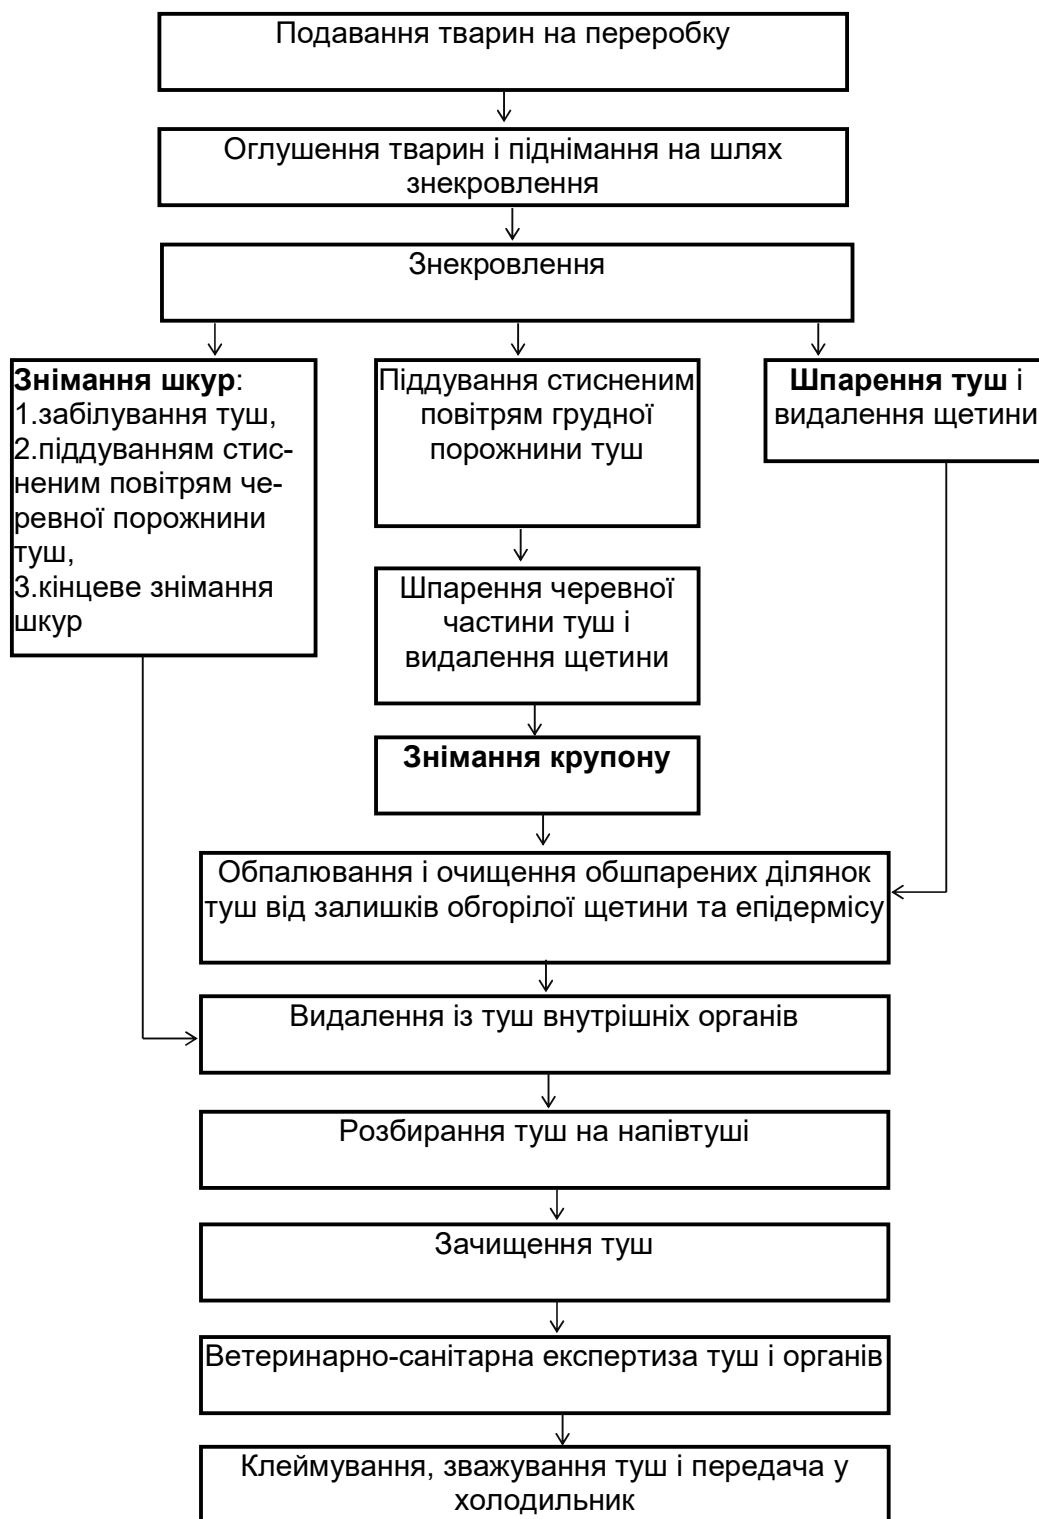 Подавання тварин на переробку
Оглушення тварин і піднімання на шлях
знекровлення
Знекровлення
Знімання шкур:
1.забілування туш,
2.піддуванням стис-
неним повітрям че-
ревної порожнини
туш,
3.кінцеве знімання
шкур
Піддування стисненим
повітрям грудної
порожнини туш
Шпарення черевної
частини туш і
видалення щетини
Знімання крупону
Шпарення туш і
видалення щетини
Обпалювання і очищення обшпарених ділянок
туш від залишків обгорілої щетини та епідермісу
Видалення із туш внутрішніх органів
Розбирання туш на напівтуші
Зачищення туш
Ветеринарно-санітарна експертиза туш і органів
Клеймування, зважування туш і передача у
холодильник